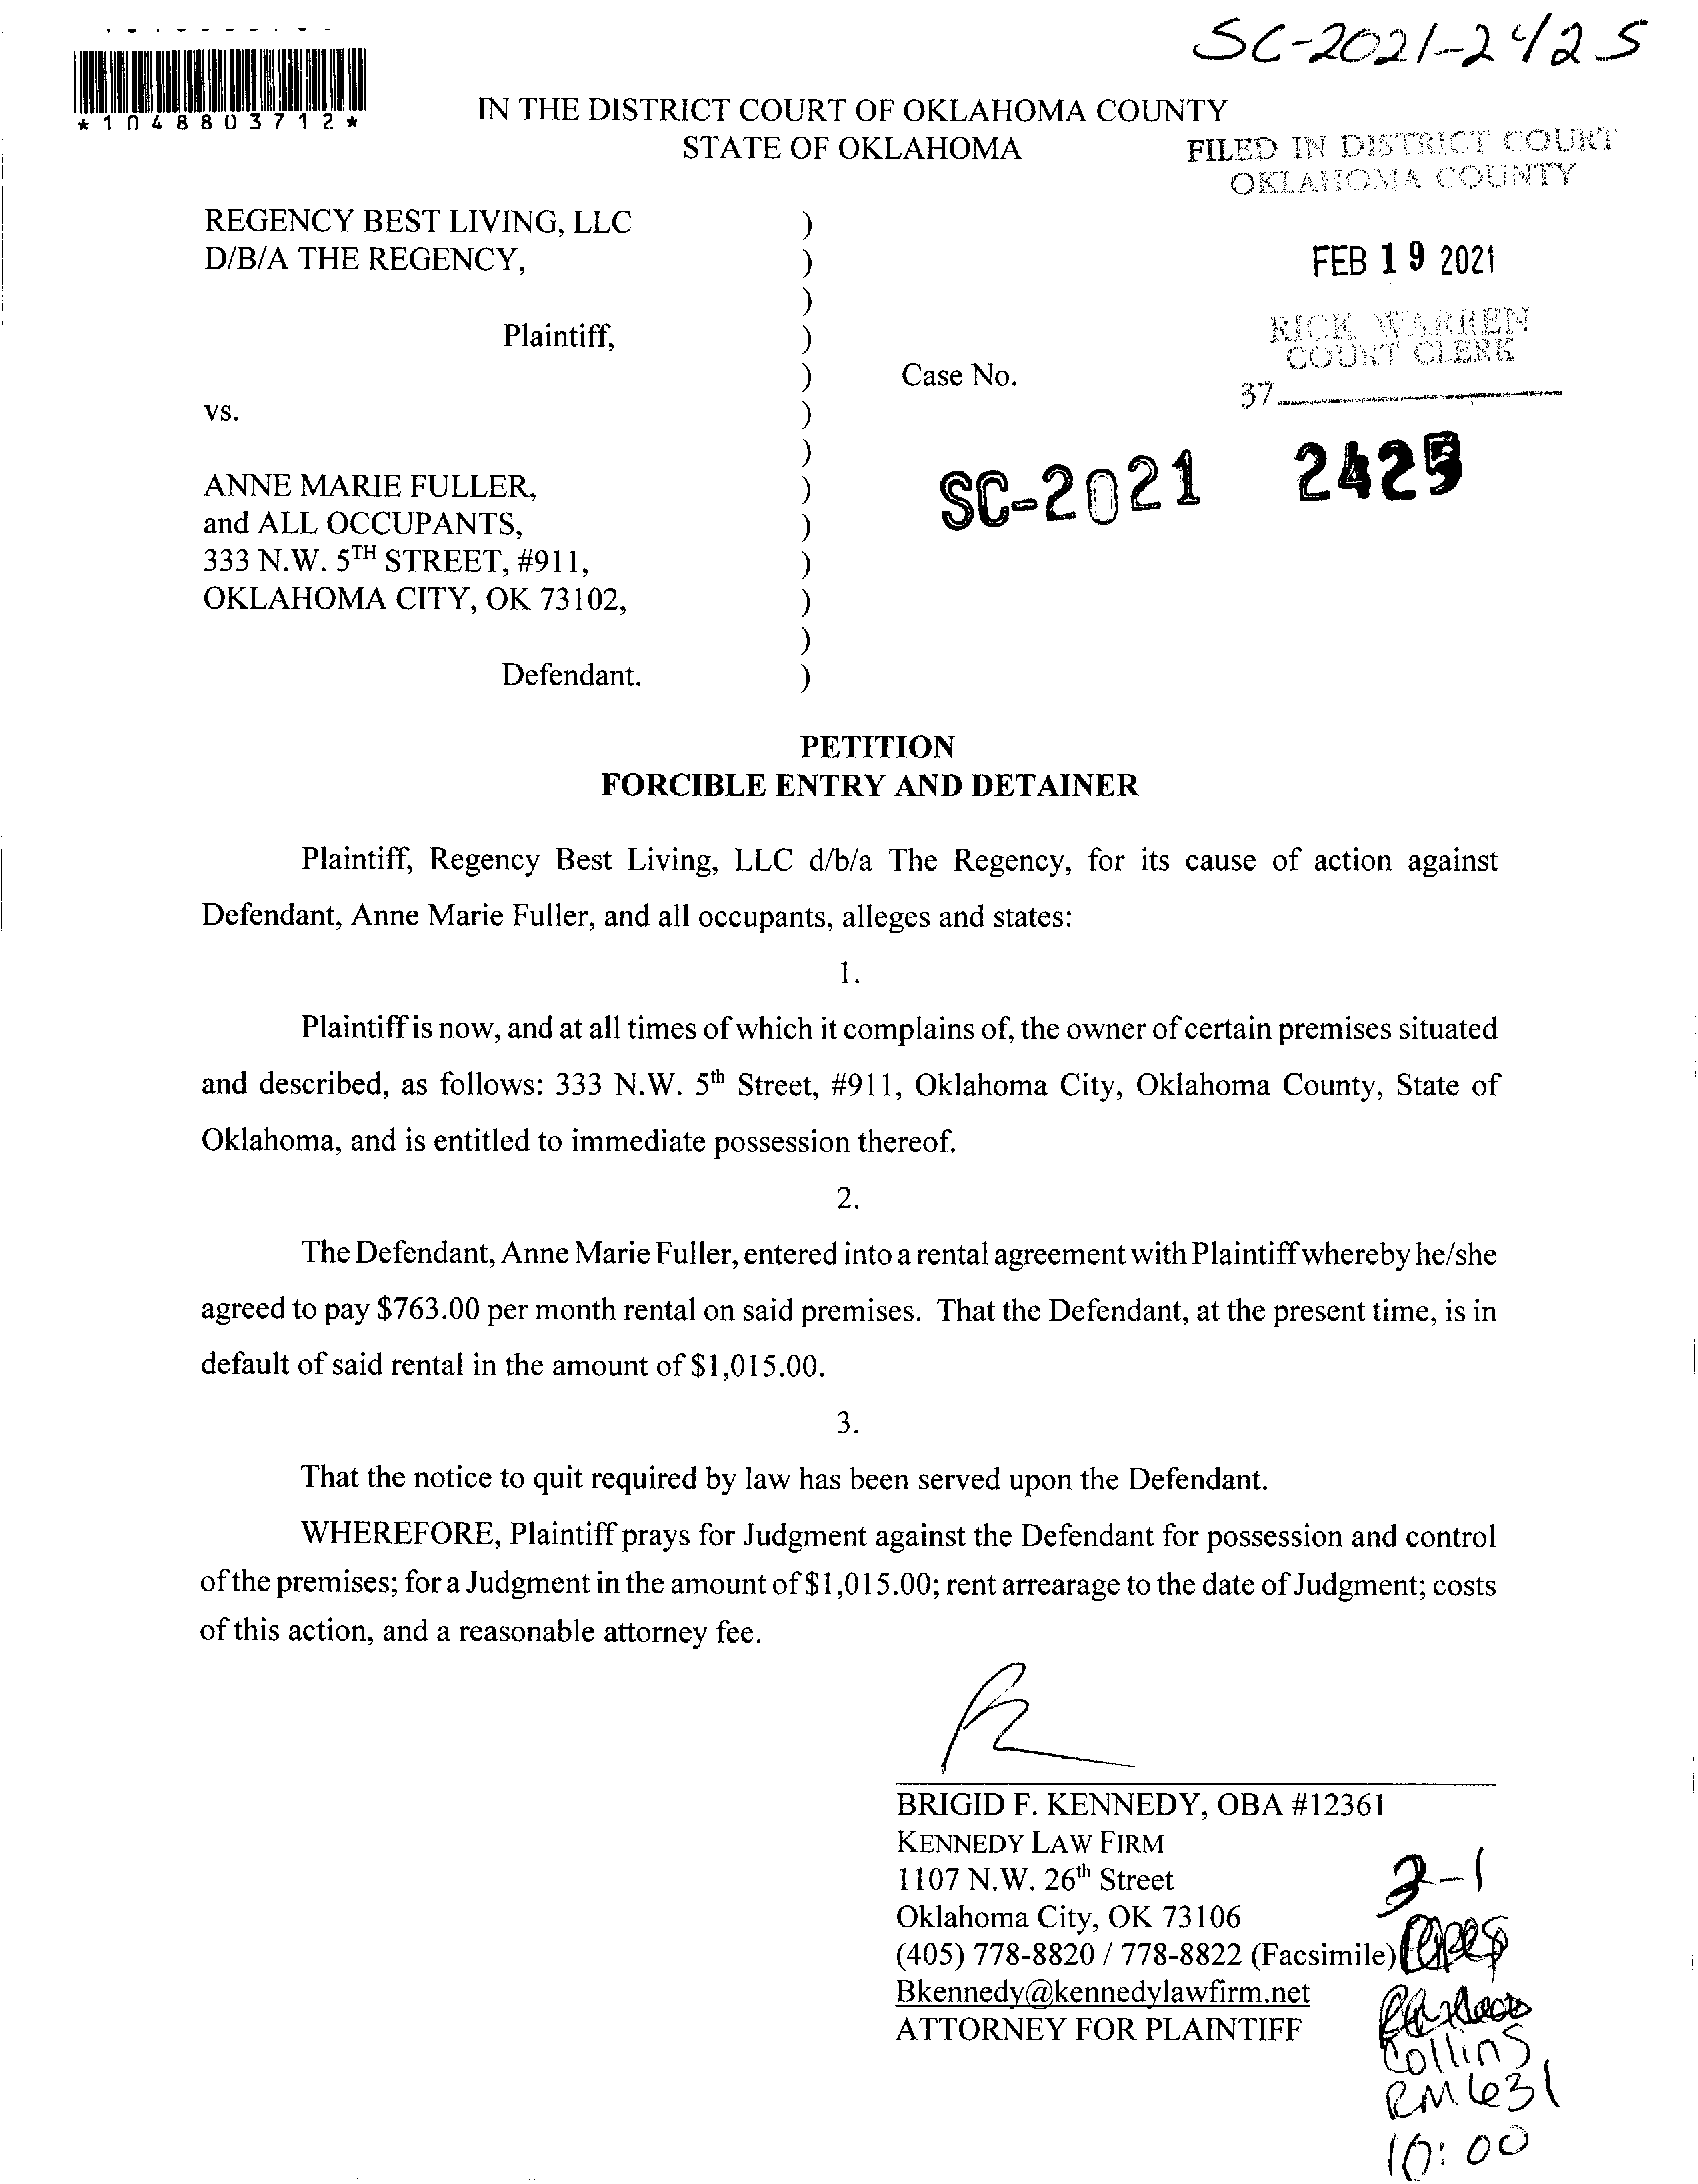 SC-2021-2425
*1048803712*
IN THE DISTRICT COURT OF OKLAHOMA COUNTY
STATE OF OKLAHOMA
FILED IN DISTRICT COURT
OKLAHOMA COUNTY
FEB 19 2021
RICK WARREN
COURT CLERK
37
REGENCY BEST LIVING, LLC )
D/B/A THE REGENCY, )
)
Plaintiff, )
) Case No.
vs. )
)
ANNE MARIE FULLER, )
and ALL OCCUPANTS, )
333 N.W. 5TH STREET, #911, )
OKLAHOMA CITY, OK 73102, )
)
Defendant. )
SC-2021 2425
PETITION
FORCIBLE ENTRY AND DETAINER
Plaintiff, Regency Best Living, LLC d/b/a The Regency, for its cause of action against
Defendant, Anne Marie Fuller, and all occupants, alleges and states:
1.
Plaintiff is now, and at all times of which it complains of, the owner of certain premises situated
and described, as follows: 333 N.W. 5th Street, #911, Oklahoma City, Oklahoma County, State of
Oklahoma, and is entitled to immediate possession thereof.
2.
The Defendant, Anne Marie Fuller, entered into a rental agreement with Plaintiff whereby he/she
agreed to pay $763.00 per month rental on said premises. That the Defendant, at the present time, is in
default of said rental in the amount of $1,015.00.
3.
That the notice to quit required by law has been served upon the Defendant.
WHEREFORE, Plaintiff prays for Judgment against the Defendant for possession and control
of the premises; for a Judgment in the amount of $1,015.00; rent arrearage to the date of Judgment; costs
of this action, and a reasonable attorney fee.
BRIGID F. KENNEDY, OBA #12361
KENNEDY LAW FIRM
1107 N.W. 26th Street
Oklahoma City, OK 73106
(405) 778-8820 / 778-8822 (Facsimile)
Bkennedy@kennedylawfirm.net
ATTORNEY FOR PLAINTIFF
3-1
Collins
RM 631
10:00